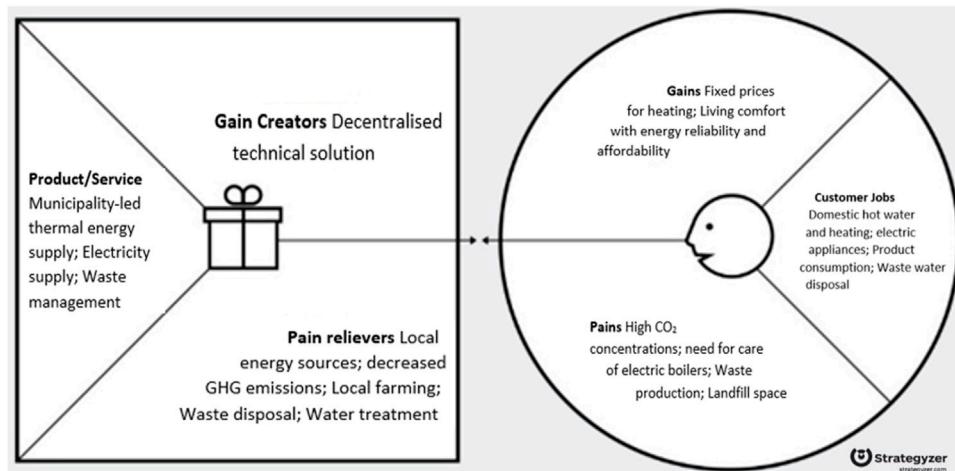 Gain Creators Decentralised
technical solution
Product/Service
Municipality-led
thermal energy
supply; Electricity
supply; Waste
management
Pain relievers Local
energy sources; decreased
GHG emissions; Local farming;
Waste disposal; Water treatment
Gains Fixed prices
for heating; Living comfort
with energy reliability and
affordability
Customer Jobs
Domestic hot water
and heating; electric
appliances; Product
consumption; Waste water
disposal
Pains High CO₂
concentrations; need for care
of electric boilers; Waste
production; Landfill space
Strategyzer
strategyzer.com